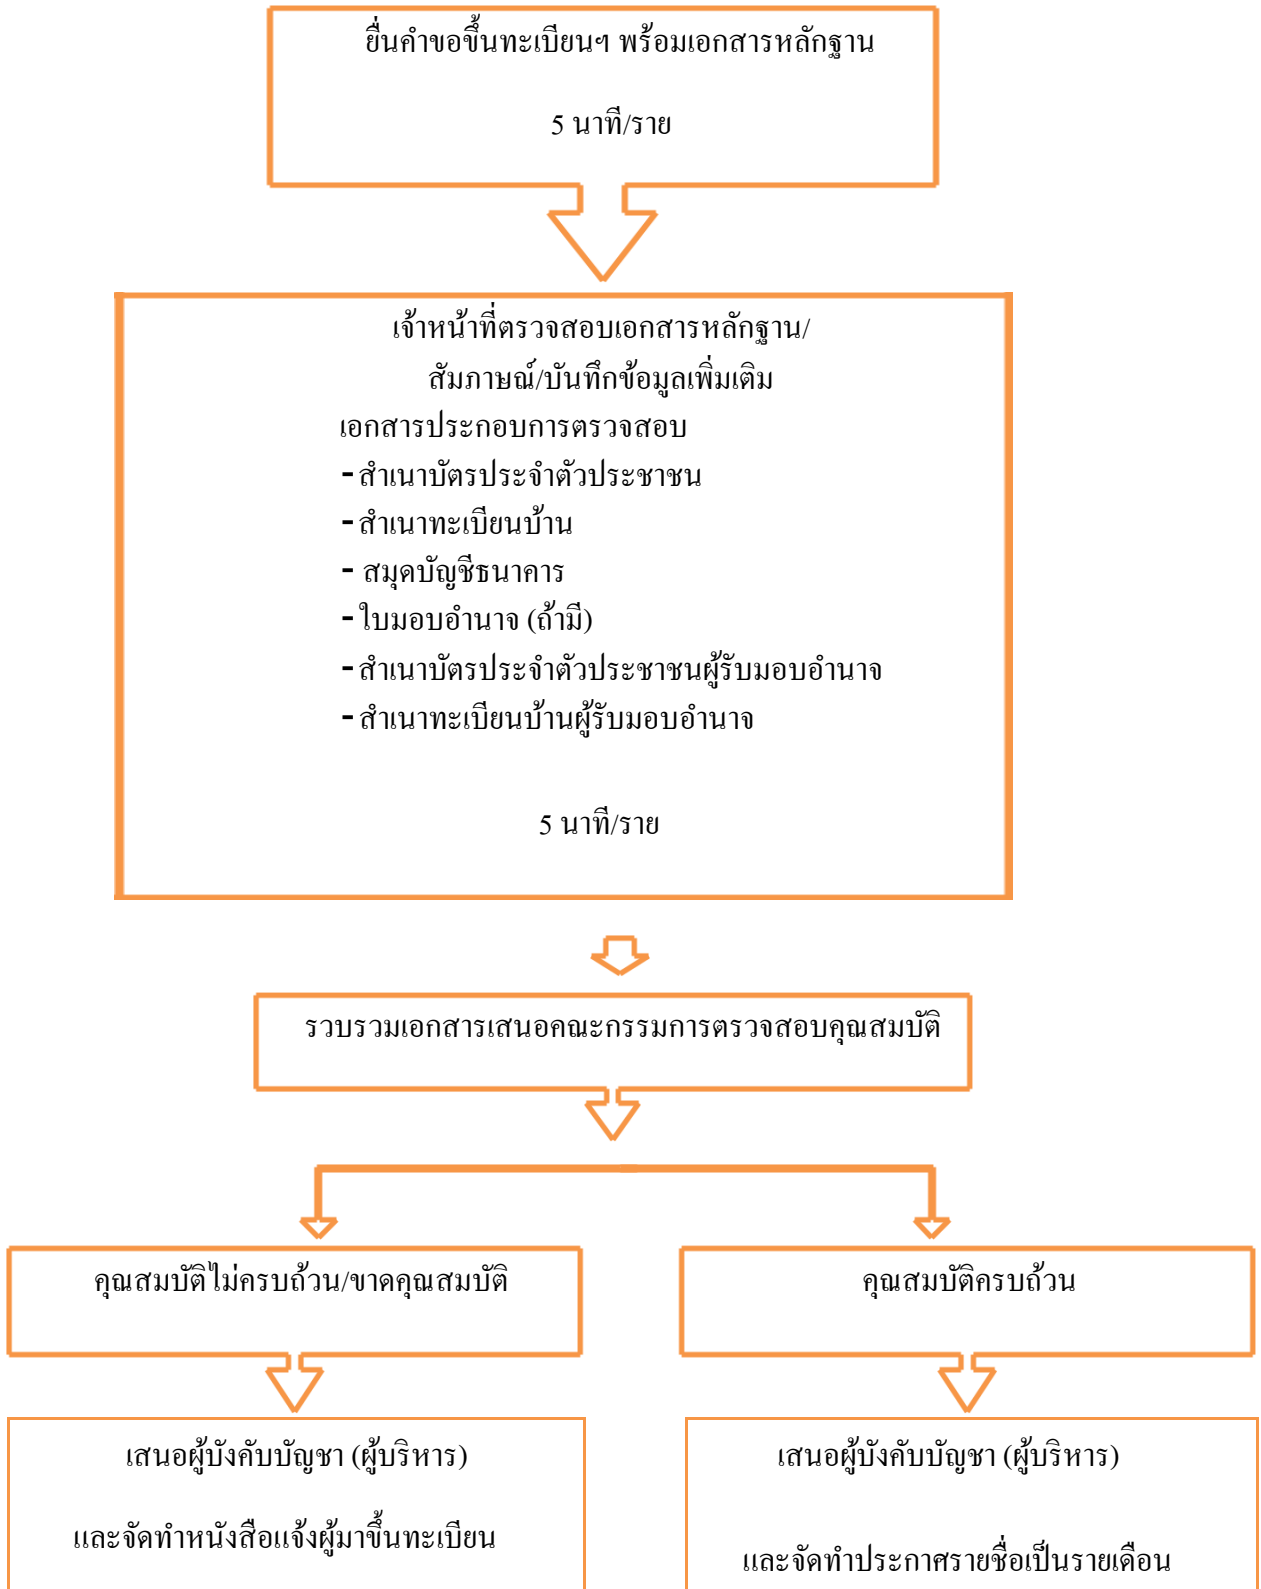 ยื่นคำขอขึ้นทะเบียนฯ พร้อมเอกสารหลักฐาน
5 นาที/ราย
เจ้าหน้าที่ตรวจสอบเอกสารหลักฐาน/
สัมภาษณ์/บันทึกข้อมูลเพิ่มเติม
เอกสารประกอบการตรวจสอบ
- สำเนาบัตรประจำตัวประชาชน
- สำเนาทะเบียนบ้าน
- สมุดบัญชีธนาคาร
- ใบมอบอำนาจ (ถ้ามี)
- สำเนาบัตรประจำตัวประชาชนผู้รับมอบอำนาจ
- สำเนาทะเบียนบ้านผู้รับมอบอำนาจ
5 นาที/ราย
รวบรวมเอกสารเสนอคณะกรรมการตรวจสอบคุณสมบัติ
คุณสมบัติไม่ครบถ้วน/ขาดคุณสมบัติ
คุณสมบัติครบถ้วน
เสนอผู้บังคับบัญชา (ผู้บริหาร)
และจัดทำหนังสือแจ้งผู้มาขึ้นทะเบียน
เสนอผู้บังคับบัญชา (ผู้บริหาร)
และจัดทำประกาศรายชื่อเป็นรายเดือน